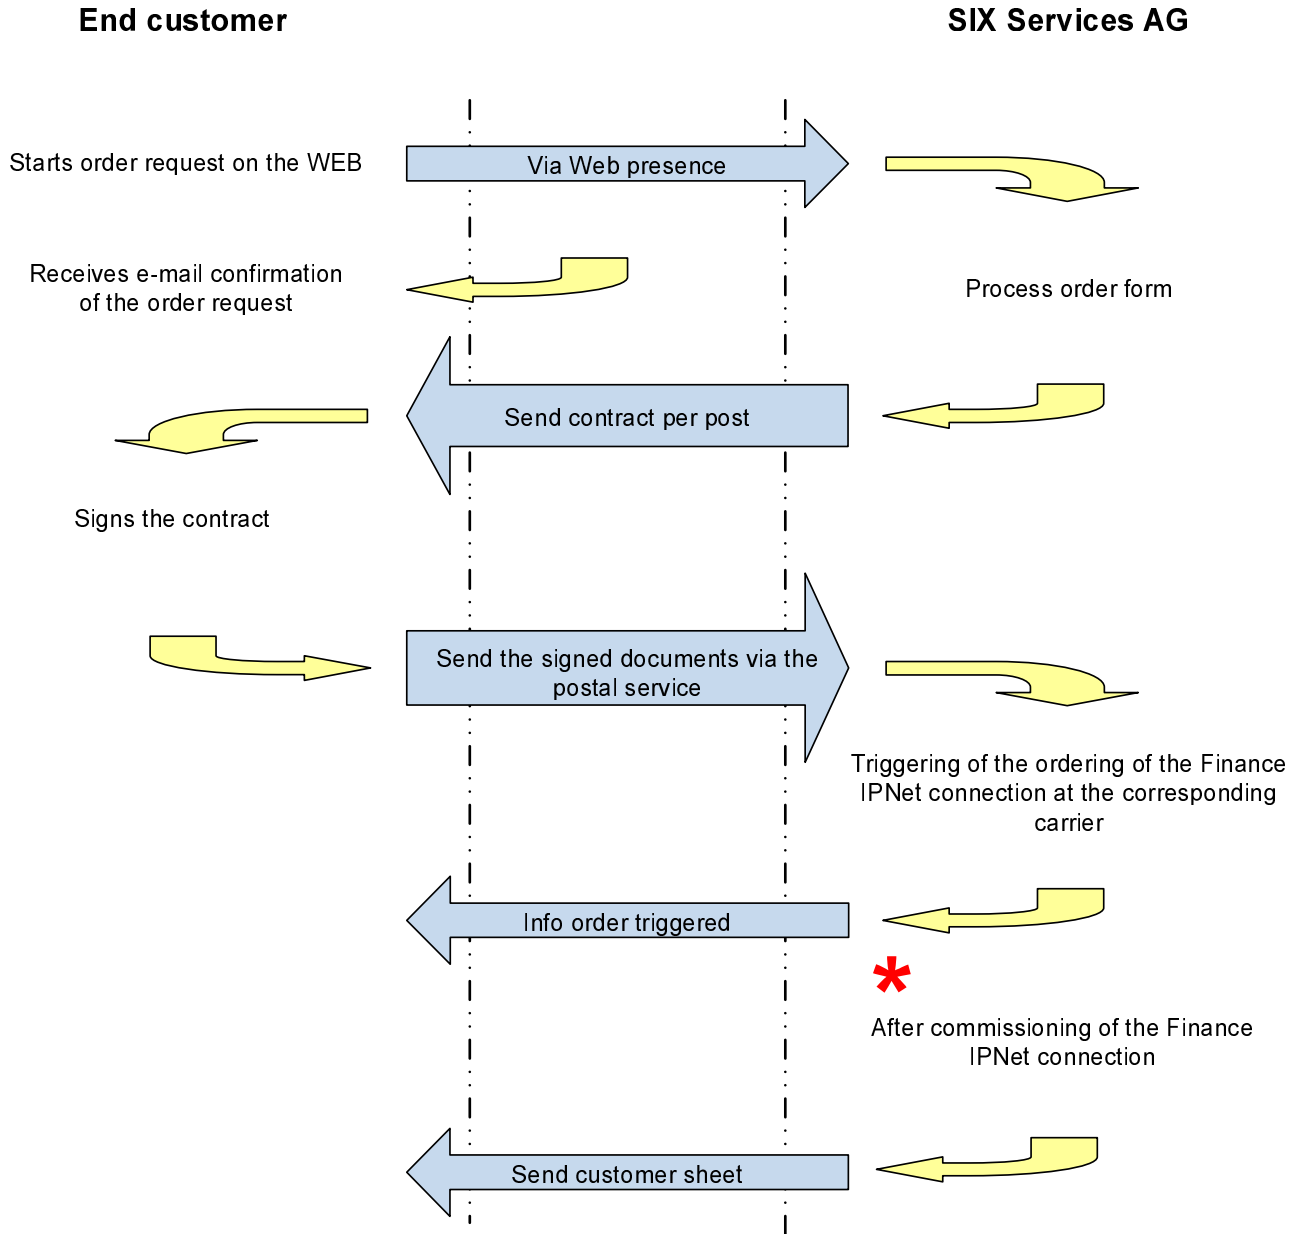 End customer
SIX Services AG
Starts order request on the WEB
Via Web presence
Receives e-mail confirmation
of the order request
Process order form
Send contract per post
Signs the contract
Send the signed documents via the
postal service
Triggering of the ordering of the Finance
IPNet connection at the corresponding
carrier
Info order triggered
*
After commissioning of the Finance
IPNet connection
Send customer sheet